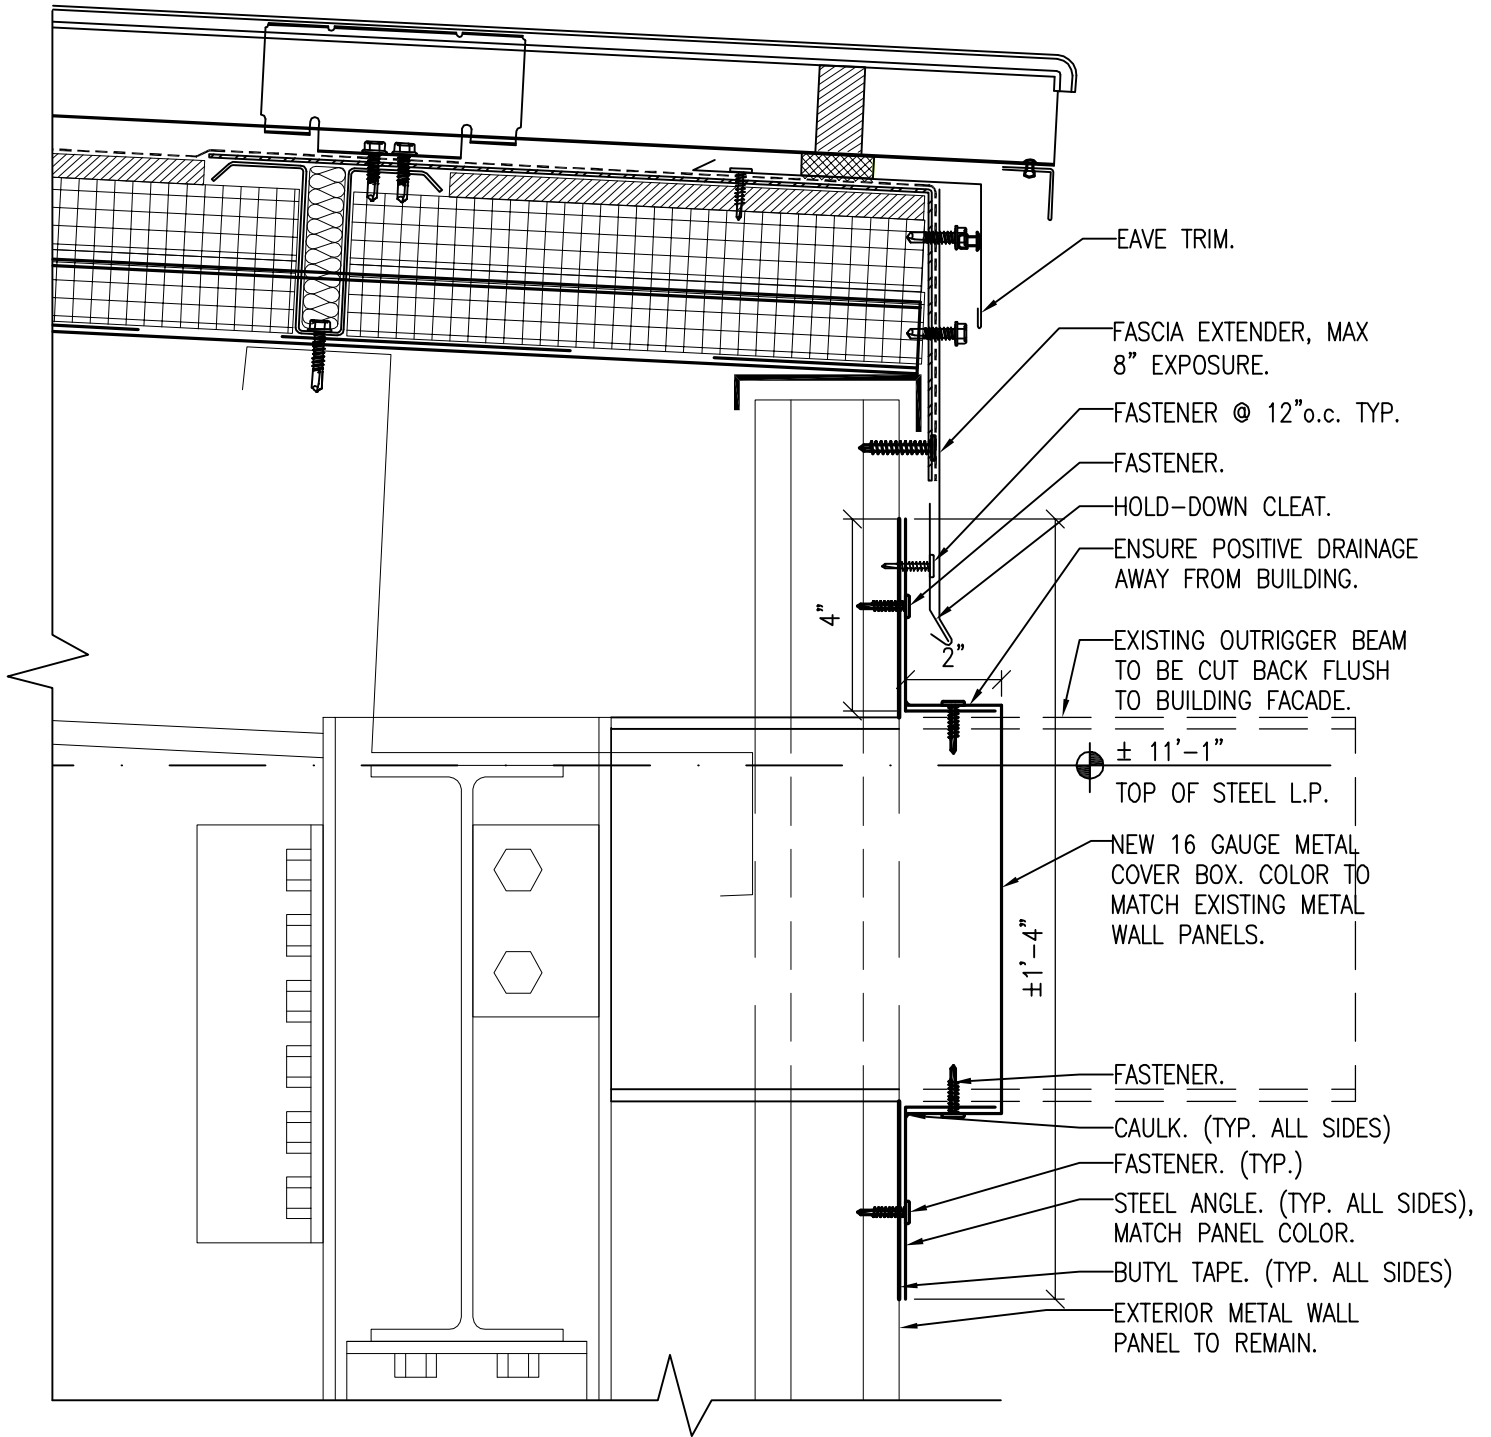 EAVE TRIM.
FASCIA EXTENDER, MAX
8" EXPOSURE.
FASTENER @ 12"o.c. TYP.
FASTENER.
HOLD-DOWN CLEAT.
ENSURE POSITIVE DRAINAGE
AWAY FROM BUILDING.
4"
2"
EXISTING OUTRIGGER BEAM
TO BE CUT BACK FLUSH
TO BUILDING FACADE.
± 11'-1"
TOP OF STEEL L.P.
NEW 16 GAUGE METAL
COVER BOX. COLOR TO
MATCH EXISTING METAL
WALL PANELS.
±1'-4"
FASTENER.
CAULK. (TYP. ALL SIDES)
FASTENER. (TYP.)
STEEL ANGLE. (TYP. ALL SIDES),
MATCH PANEL COLOR.
BUTYL TAPE. (TYP. ALL SIDES)
EXTERIOR METAL WALL
PANEL TO REMAIN.